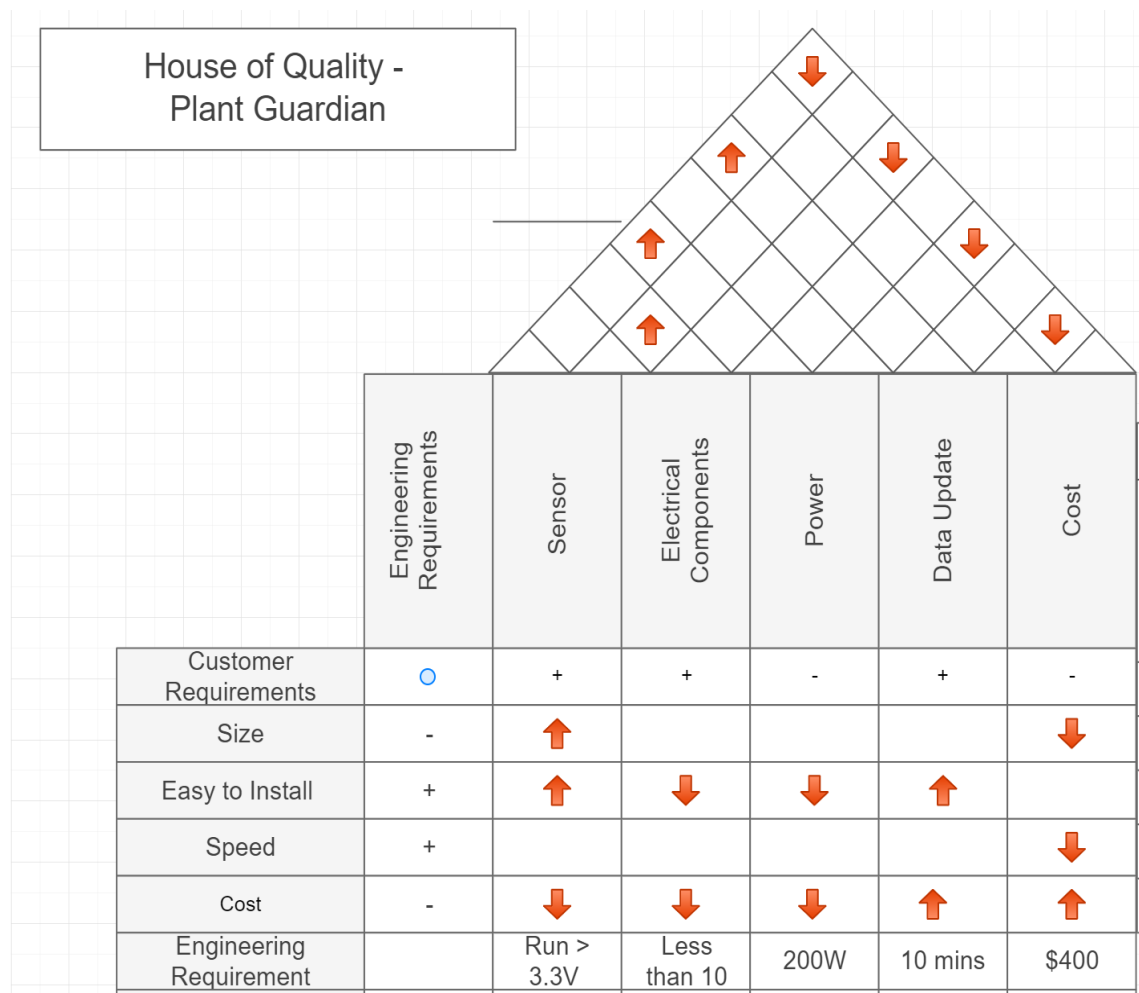 House of Quality -
Plant Guardian
Engineering
Requirements
Sensor
Electrical
Components
Power
Data Update
Cost
Customer
Requirements
+ + - + -
Size -
Easy to Install +
Speed +
Cost -
Engineering
Requirement
Run >
3.3V
Less
than 10
200W
10 mins
$400